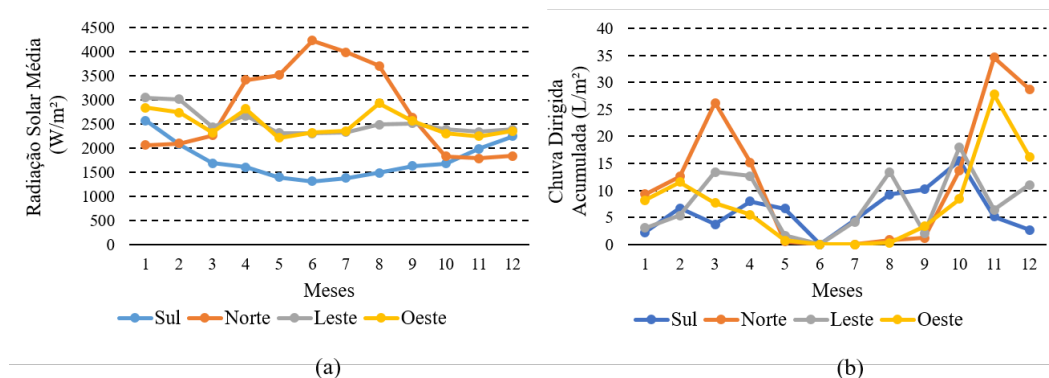 Radiação Solar Média
(W/m²)
4500
4000
3500
3000
2500
2000
1500
1000
500
0
1 2 3 4 5 6 7 8 9 10 11 12
Meses
Sul Norte Leste Oeste
(a)
Chuva Dirigida
Acumulada (L/m²)
40
35
30
25
20
15
10
5
0
1 2 3 4 5 6 7 8 9 10 11 12
Meses
Sul Norte Leste Oeste
(b)